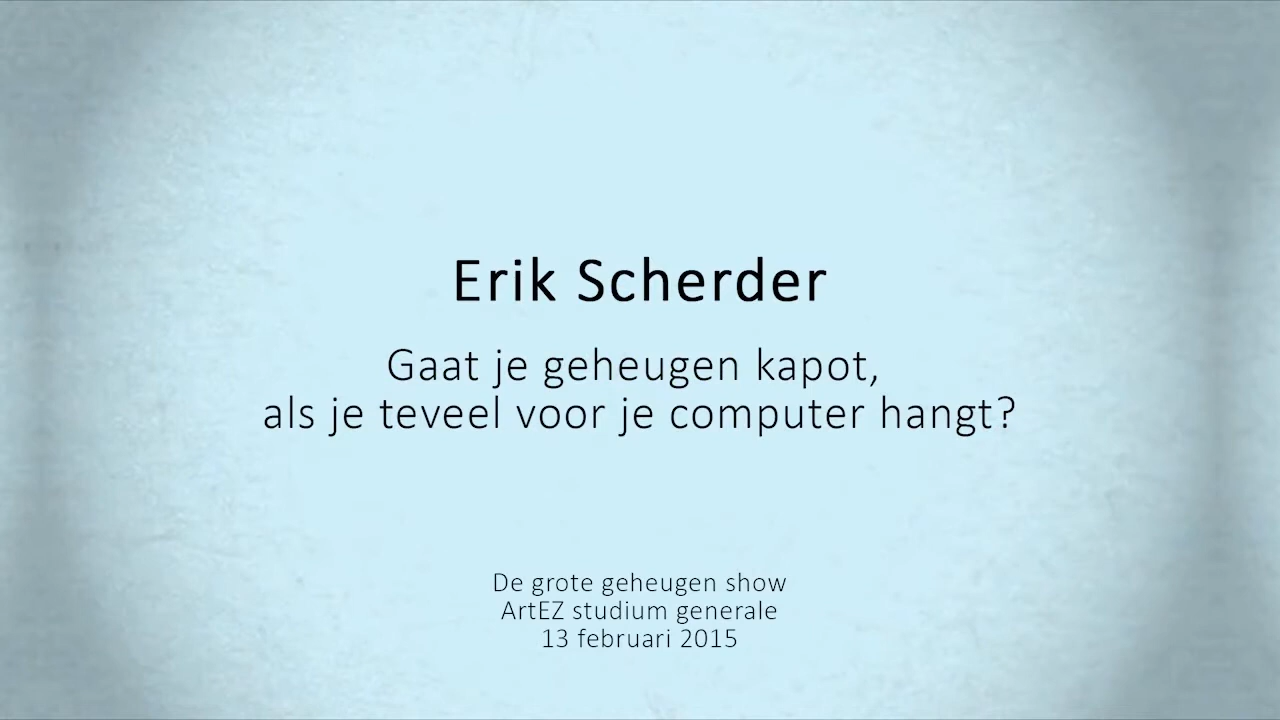 Erik Scherder
Gaat je geheugen kapot,
als je teveel voor je computer hangt?
De grote geheugen show
ArtEZ studium generale
13 februari 2015